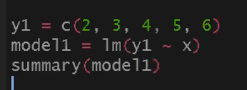 y1 = c(2, 3, 4, 5, 6)
model1 = lm(y1 ~ x)
summary(model1)